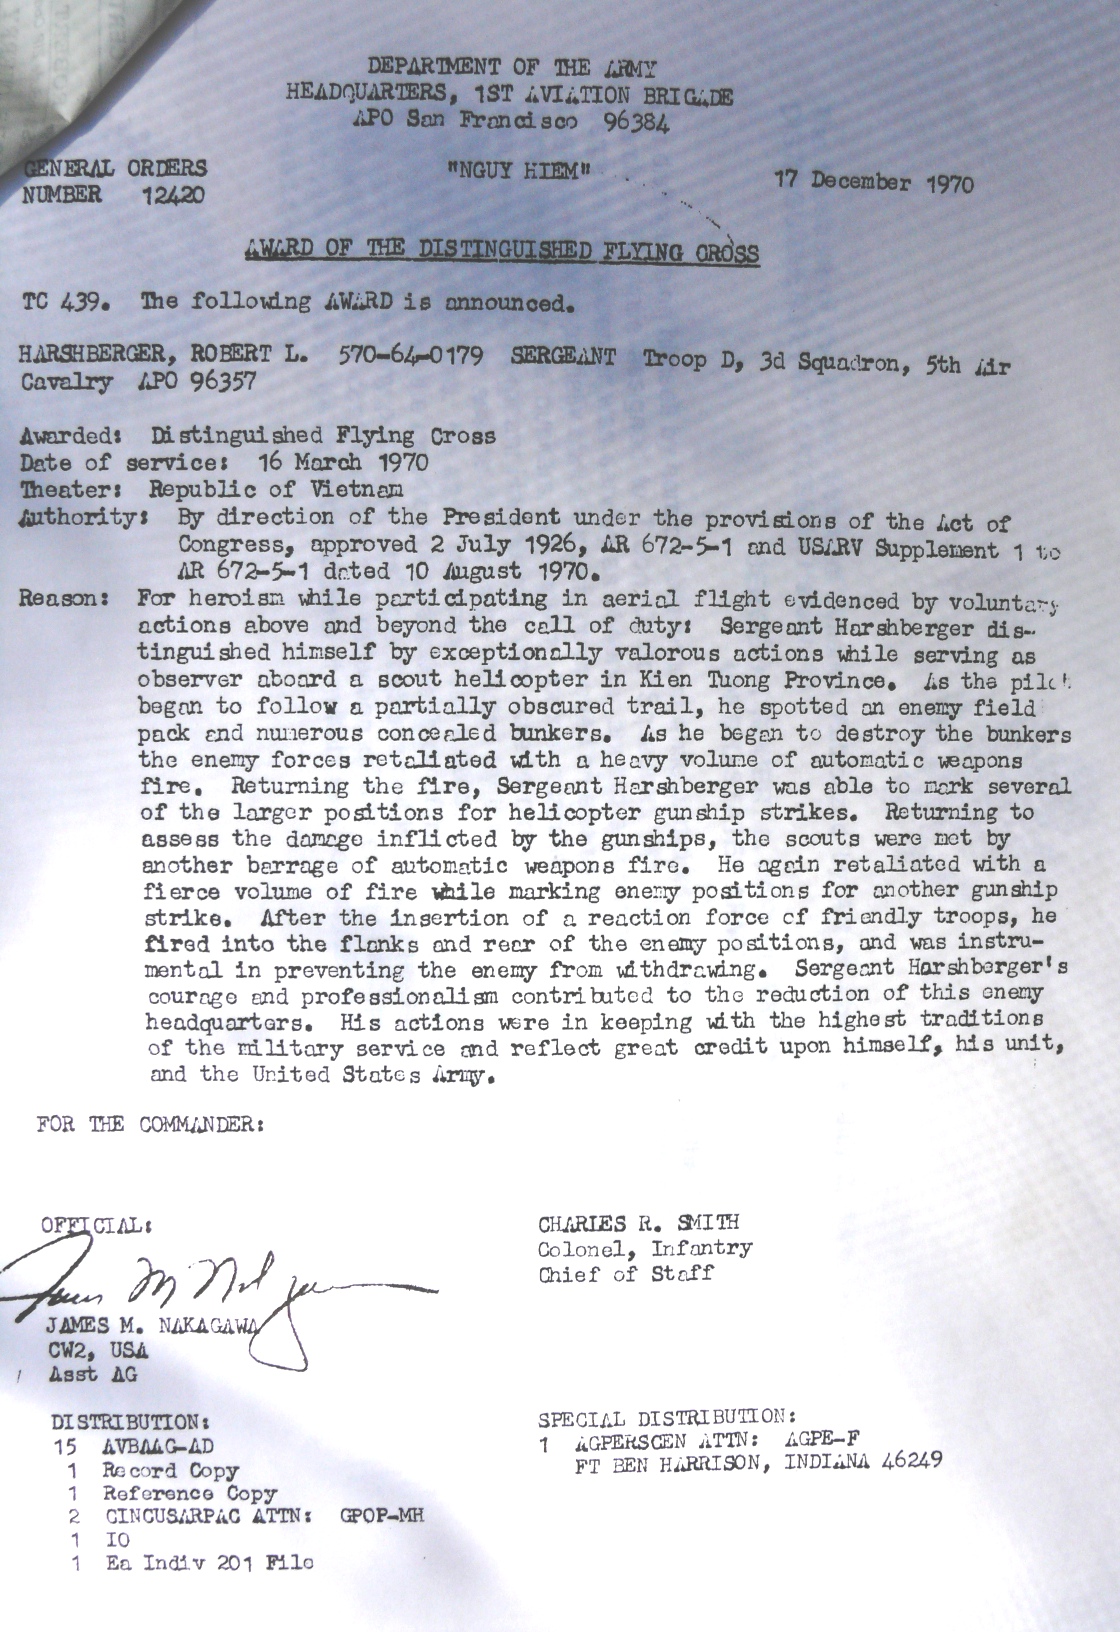 DEPARTMENT OF THE ARMY
HEADQUARTERS, 1ST AVIATION BRIGADE
APO San Francisco 96384
GENERAL ORDERS "NGUY HIEM" 17 December 1970
NUMBER 12420
AWARD OF THE DISTINGUISHED FLYING CROSS
TC 439. The following AWARD is announced.
HARSHBERGER, ROBERT L. 570-64-0179 SERGEANT Troop D, 3d Squadron, 5th Air
Cavalry APO 96357
Awarded: Distinguished Flying Cross
Date of service: 16 March 1970
Theater: Republic of Vietnam
Authority: By direction of the President under the provisions of the Act of
Congress, approved 2 July 1926, AR 672-5-1 and USARV Supplement 1 to
AR 672-5-1 dated 10 August 1970.
Reason: For heroism while participating in aerial flight evidenced by voluntary
actions above and beyond the call of duty: Sergeant Harshberger dis-
tinguished himself by exceptionally valorous actions while serving as
observer aboard a scout helicopter in Kien Tuong Province. As the pilot
began to follow a partially obscured trail, he spotted an enemy field
pack and numerous concealed bunkers. As he began to destroy the bunkers
the enemy forces retaliated with a heavy volume of automatic weapons
fire. Returning the fire, Sergeant Harshberger was able to mark several
of the larger positions for helicopter gunship strikes. Returning to
assess the damage inflicted by the gunships, the scouts were met by
another barrage of automatic weapons fire. He again retaliated with a
fierce volume of fire while marking enemy positions for another gunship
strike. After the insertion of a reaction force of friendly troops, he
fired into the flanks and rear of the enemy positions, and was instru-
mental in preventing the enemy from withdrawing. Sergeant Harshberger's
courage and professionalism contributed to the reduction of this enemy
headquarters. His actions were in keeping with the highest traditions
of the military service and reflect great credit upon himself, his unit,
and the United States Army.
FOR THE COMMANDER:
OFFICIAL: CHARLES R. SMITH
Colonel, Infantry
Chief of Staff
JAMES M. NAKAGAWA
CW2, USA
Asst AG
DISTRIBUTION: SPECIAL DISTRIBUTION:
15 AVBAAG-AD 1 AGPERSCEN ATTN: AGPE-F
1 Record Copy FT BEN HARRISON, INDIANA 46249
1 Reference Copy
2 CINCUSARPAC ATTN: GPOP-MH
1 IO
1 Ea Indiv 201 File